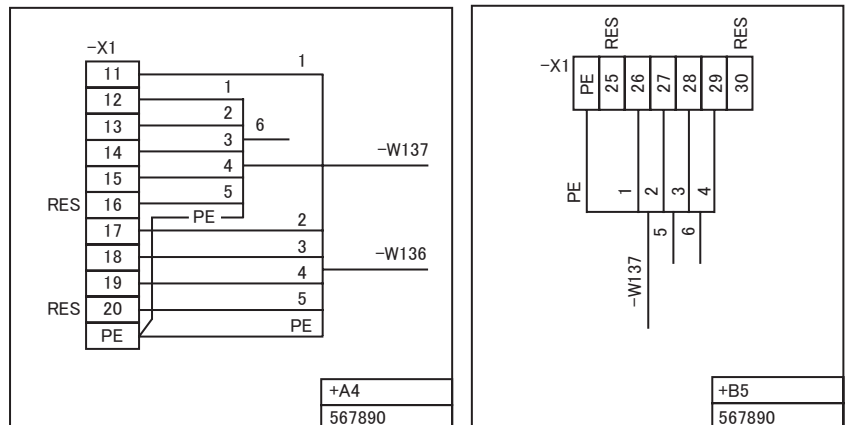 -X1
11
12
13
14
15
RES 16
17
18
19
RES 20
PE
1
1
2
3
4
5
PE
6
-W137
2
3
4
5
PE
-W136
+A4
567890
RES
RES
-X1
PE 25 26 27 28 29 30
PE 1 2 3 4
5 6
-W137
+B5
567890